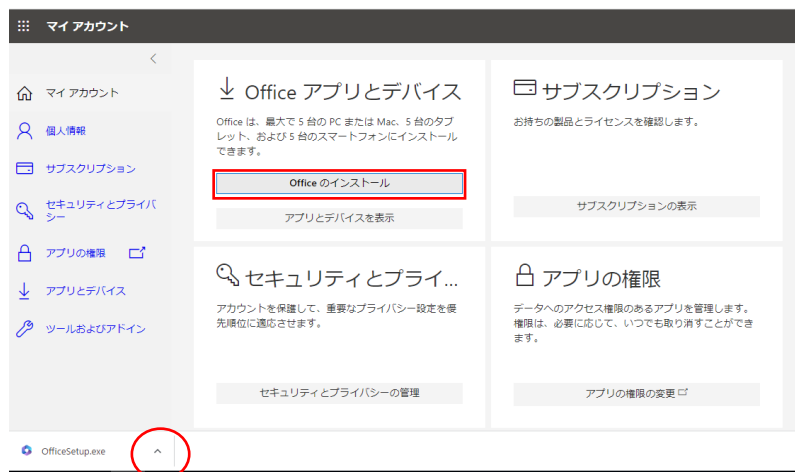 マイ アカウント
マイ アカウント
個人情報
サブスクリプション
セキュリティとプライバ
シー
アプリの権限
アプリとデバイス
ツールおよびアドイン
Office アプリとデバイス
Office は、最大で 5 台の PC または Mac、5 台のタブ
レット、および 5 台のスマートフォンにインストール
できます。
Office のインストール
アプリとデバイスを表示
サブスクリプション
お持ちの製品とライセンスを確認します。
サブスクリプションの表示
セキュリティとプライ...
アカウントを保護して、重要なプライバシー設定を優
先順位に適応させます。
セキュリティとプライバシーの管理
アプリの権限
データへのアクセス権限のあるアプリを管理します。
権限は、必要に応じて、いつでも取り消すことができ
ます。
アプリの権限の変更
OfficeSetup.exe